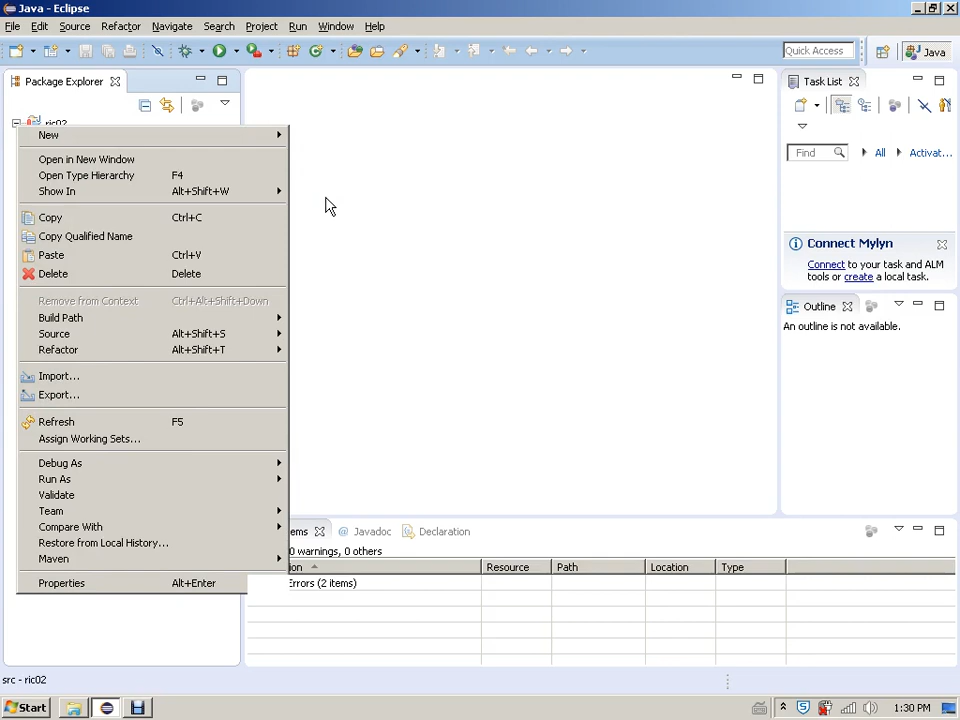 Java - Eclipse
File Edit Source Refactor Navigate Search Project Run Window Help
Quick Access Java
Package Explorer
ric02
New
Open in New Window
Open Type Hierarchy F4
Show In Alt+Shift+W
Copy Ctrl+C
Copy Qualified Name
Paste Ctrl+V
Delete Delete
Remove from Context Ctrl+Alt+Shift+Down
Build Path
Source Alt+Shift+S
Refactor Alt+Shift+T
Import...
Export...
Refresh F5
Assign Working Sets...
Debug As
Run As
Validate
Team
Compare With
Restore from Local History...
Maven
Properties Alt+Enter
Task List
Find All Activat...
Connect Mylyn
Connect to your task and ALM
tools or create a local task.
Outline
An outline is not available.
ems Javadoc Declaration
0 warnings, 0 others
ion Resource Path Location Type
Errors (2 items)
src - ric02
Start 1:30 PM